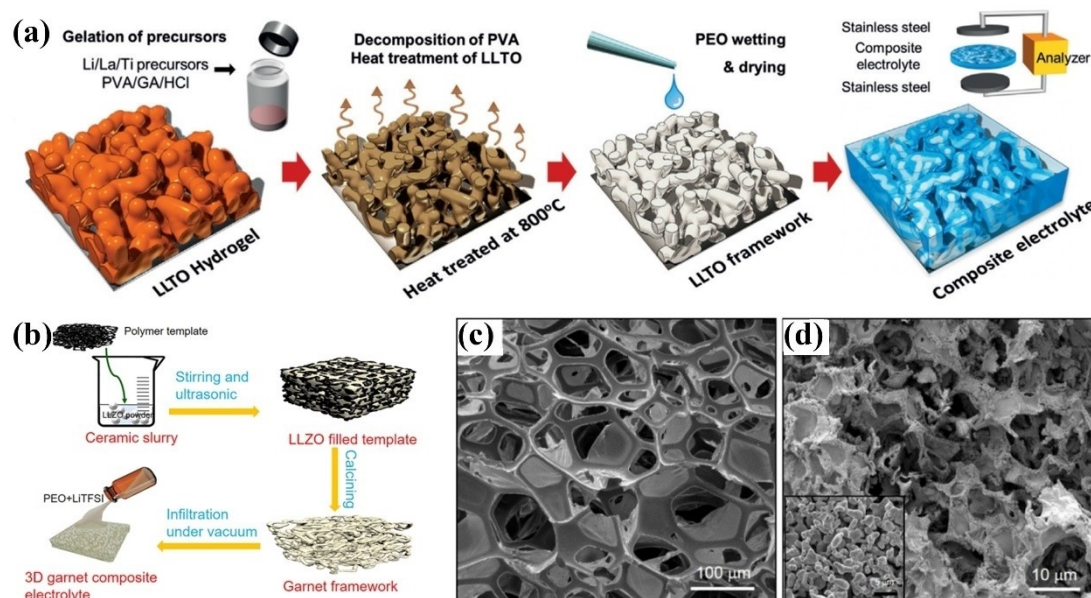 (a)
Gelation of precursors
Li/La/Ti precursors
PVA/GA/HCl
LLTO Hydrogel
Decomposition of PVA
Heat treatment of LLTO
Heat treated at 800°C
PEO wetting
& drying
LLTO framework
Stainless steel
Composite
electrolyte
Stainless steel
Analyzer
Composite electrolyte
(b)
Polymer template
LLZO powder
Ceramic slurry
Stirring and
ultrasonic
LLZO filled template
Calcining
Garnet framework
Infiltration
under vacuum
PEO+LiTFSI
3D garnet composite
electrolyte
(c)
100 μm
(d)
10 μm